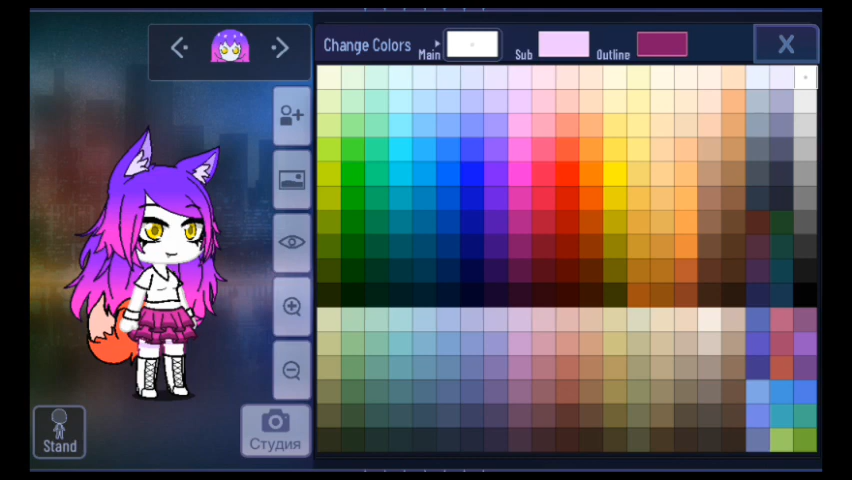 Change Colors
Main
Sub
Outline
X
Stand
Студия